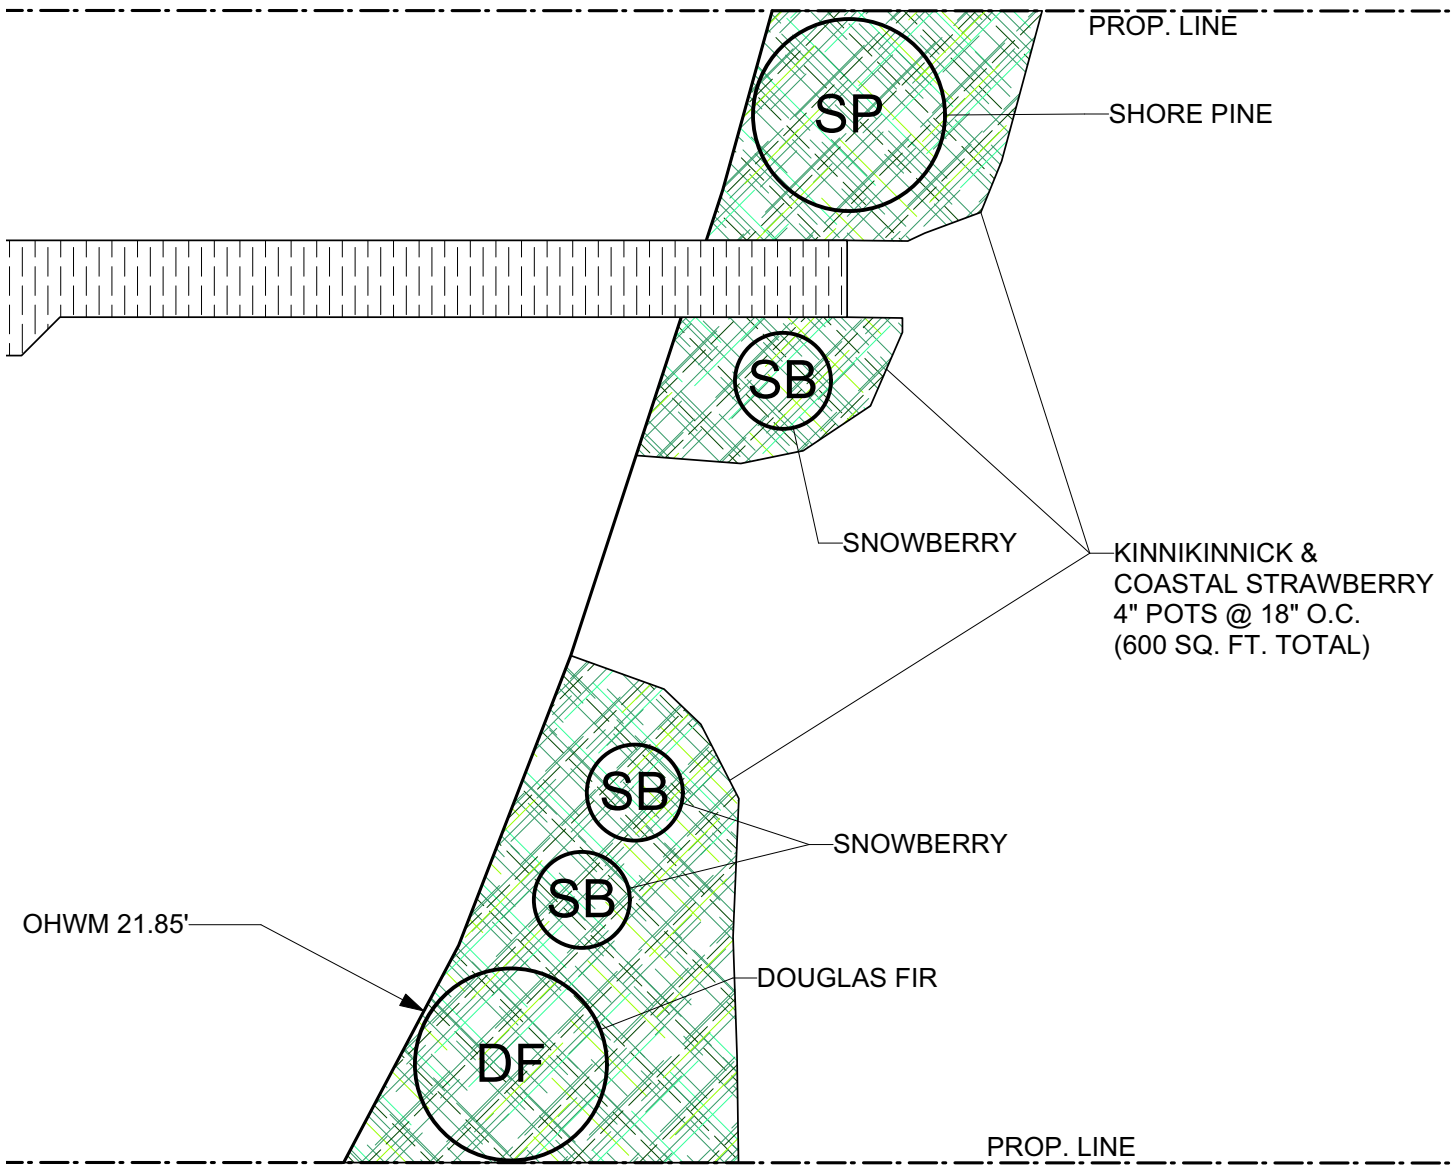 PROP. LINE
SP
SHORE PINE
SB
SNOWBERRY
KINNIKINNICK &
COASTAL STRAWBERRY
4" POTS @ 18" O.C.
(600 SQ. FT. TOTAL)
SB
SNOWBERRY
SB
OHWM 21.85'
DOUGLAS FIR
DF
PROP. LINE